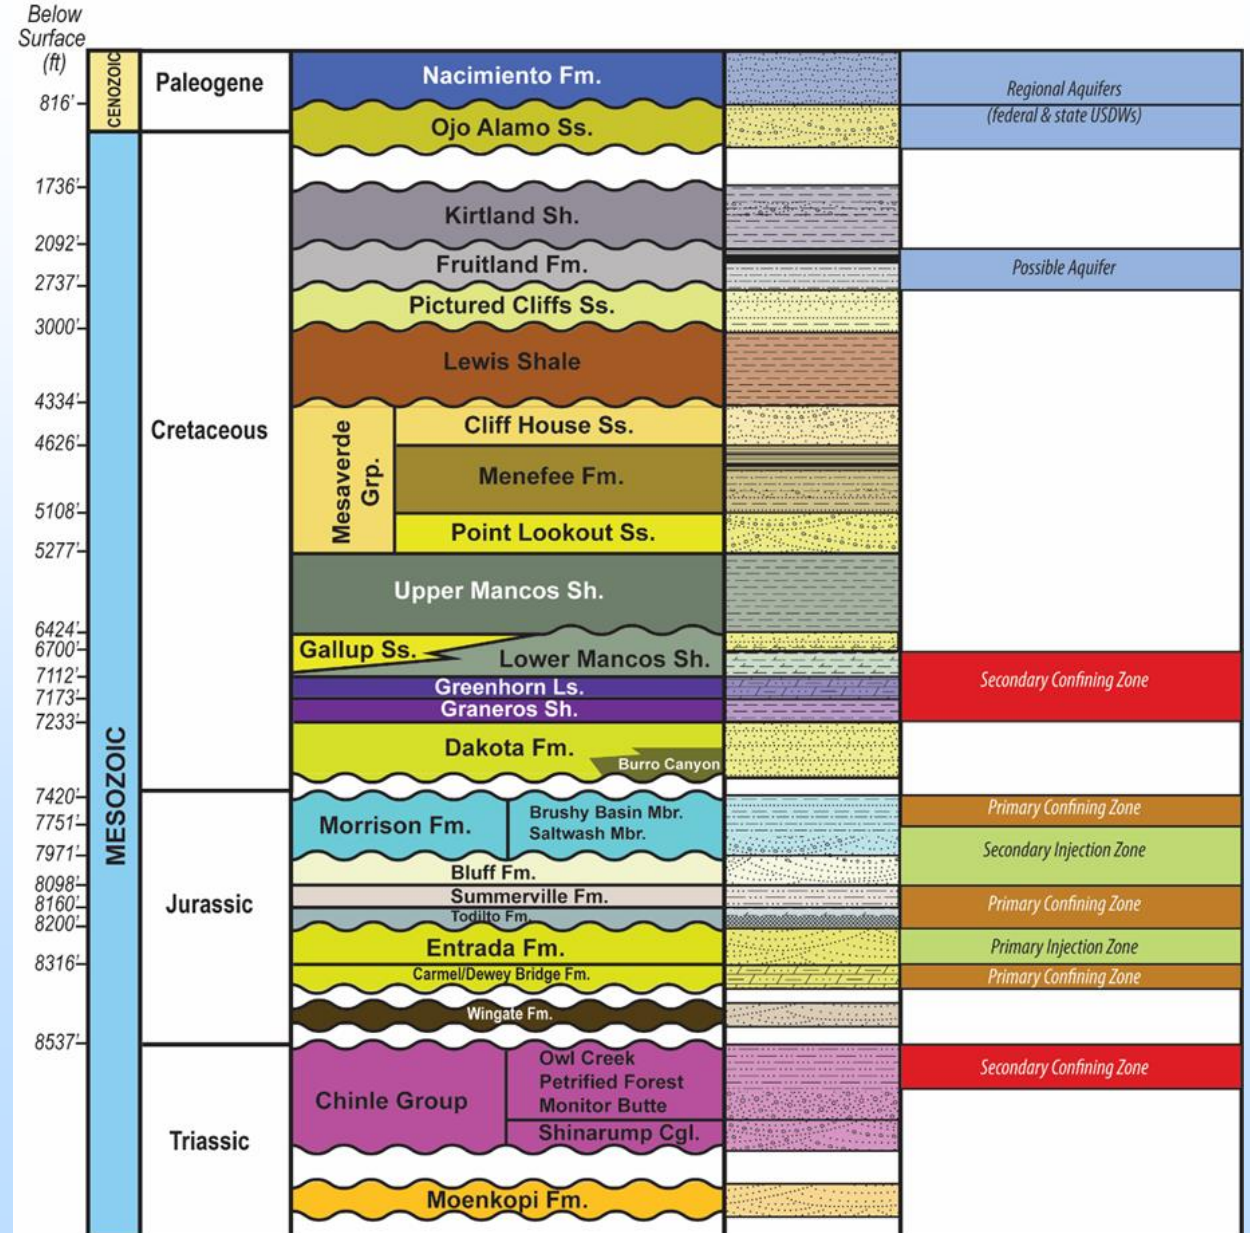 Below
Surface
(ft)
816'
1736'
2092'
2737'
3000'
4334'
4626'
5108'
5277'
6424'
6700'
7112'
7173'
7233'
7420'
7751'
7971'
8098'
8160'
8200'
8316'
8537'
CENOZOIC
MESOZOIC
Paleogene
Cretaceous
Jurassic
Triassic
Nacimiento Fm.
Ojo Alamo Ss.
Kirtland Sh.
Fruitland Fm.
Pictured Cliffs Ss.
Lewis Shale
Mesaverde
Grp.
Cliff House Ss.
Menefee Fm.
Point Lookout Ss.
Upper Mancos Sh.
Gallup Ss.
Lower Mancos Sh.
Greenhorn Ls.
Graneros Sh.
Dakota Fm.
Burro Canyon
Morrison Fm.
Brushy Basin Mbr.
Saltwash Mbr.
Bluff Fm.
Summerville Fm.
Todilto Fm.
Entrada Fm.
Carmel/Dewey Bridge Fm.
Wingate Fm.
Chinle Group
Owl Creek
Petrified Forest
Monitor Butte
Shinarump Cgl.
Moenkopi Fm.
Regional Aquifers
(federal & state USDWs)
Possible Aquifer
Secondary Confining Zone
Primary Confining Zone
Secondary Injection Zone
Primary Confining Zone
Primary Injection Zone
Primary Confining Zone
Secondary Confining Zone